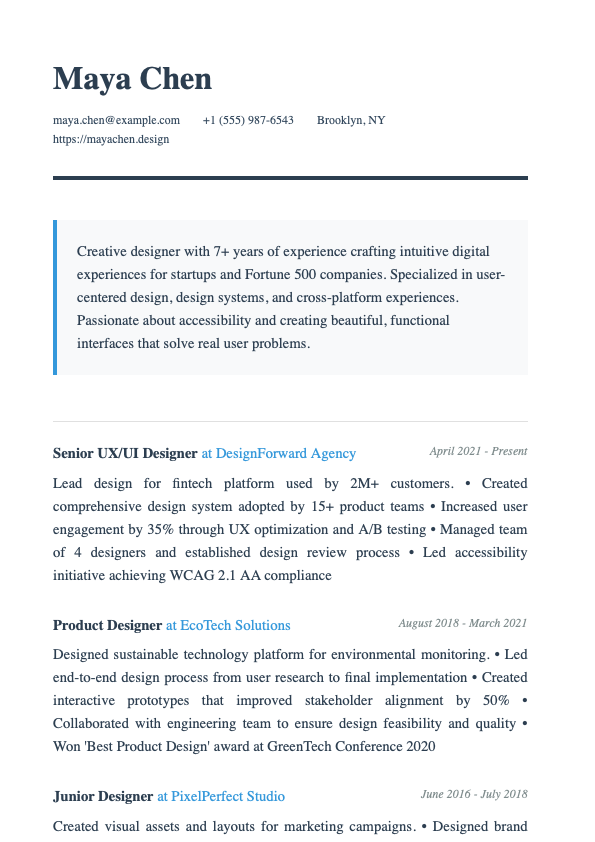 Maya Chen
maya.chen@example.com +1 (555) 987-6543 Brooklyn, NY
https://mayachen.design
Creative designer with 7+ years of experience crafting intuitive digital
experiences for startups and Fortune 500 companies. Specialized in user-
centered design, design systems, and cross-platform experiences.
Passionate about accessibility and creating beautiful, functional
interfaces that solve real user problems.
Senior UX/UI Designer at DesignForward Agency April 2021 - Present
Lead design for fintech platform used by 2M+ customers. • Created
comprehensive design system adopted by 15+ product teams • Increased user
engagement by 35% through UX optimization and A/B testing • Managed team
of 4 designers and established design review process • Led accessibility
initiative achieving WCAG 2.1 AA compliance
Product Designer at EcoTech Solutions August 2018 - March 2021
Designed sustainable technology platform for environmental monitoring. • Led
end-to-end design process from user research to final implementation • Created
interactive prototypes that improved stakeholder alignment by 50% •
Collaborated with engineering team to ensure design feasibility and quality •
Won 'Best Product Design' award at GreenTech Conference 2020
Junior Designer at PixelPerfect Studio June 2016 - July 2018
Created visual assets and layouts for marketing campaigns. • Designed brand